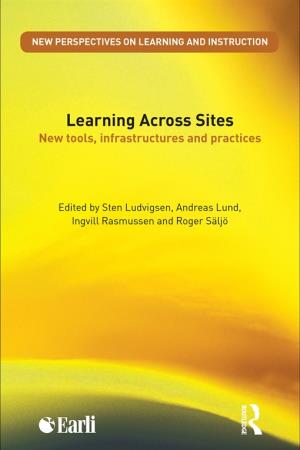 NEW PERSPECTIVES ON LEARNING AND INSTRUCTION
Learning Across Sites
New tools, infrastructures and practices
Edited by Sten Ludvigsen, Andreas Lund,
Ingvill Rasmussen and Roger Säljö
Earli
ROUTLEDGE